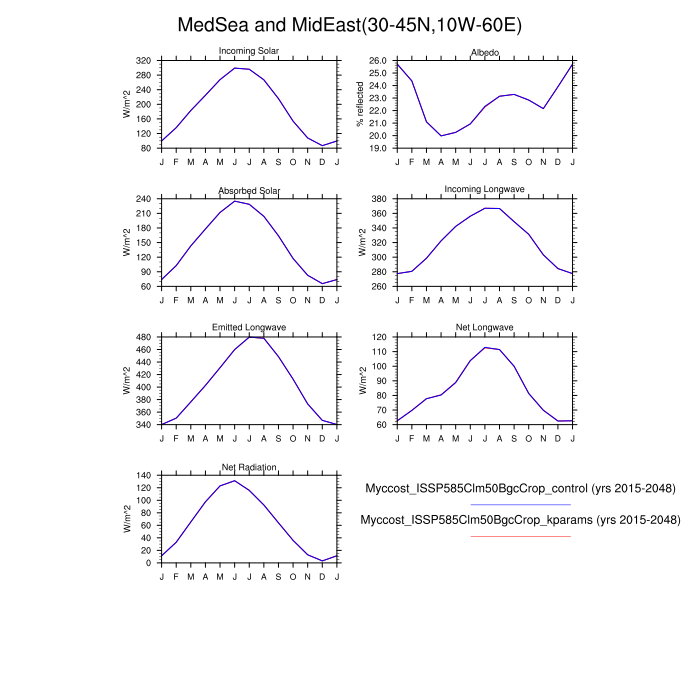 MedSea and MidEast(30-45N,10W-60E)
Incoming Solar
W/m^2
320
280
240
200
160
120
80
J F M A M J J A S O N D J
Albedo
% reflected
26.0
25.0
24.0
23.0
22.0
21.0
20.0
19.0
J F M A M J J A S O N D J
Absorbed Solar
W/m^2
240
210
180
150
120
90
60
J F M A M J J A S O N D J
Incoming Longwave
W/m^2
380
360
340
320
300
280
260
J F M A M J J A S O N D J
Emitted Longwave
W/m^2
480
460
440
420
400
380
360
340
J F M A M J J A S O N D J
Net Longwave
W/m^2
120
110
100
90
80
70
60
J F M A M J J A S O N D J
Net Radiation
W/m^2
140
120
100
80
60
40
20
0
J F M A M J J A S O N D J
Myccost_ISSP585Clm50BgcCrop_control (yrs 2015-2048)
Myccost_ISSP585Clm50BgcCrop_kparams (yrs 2015-2048)